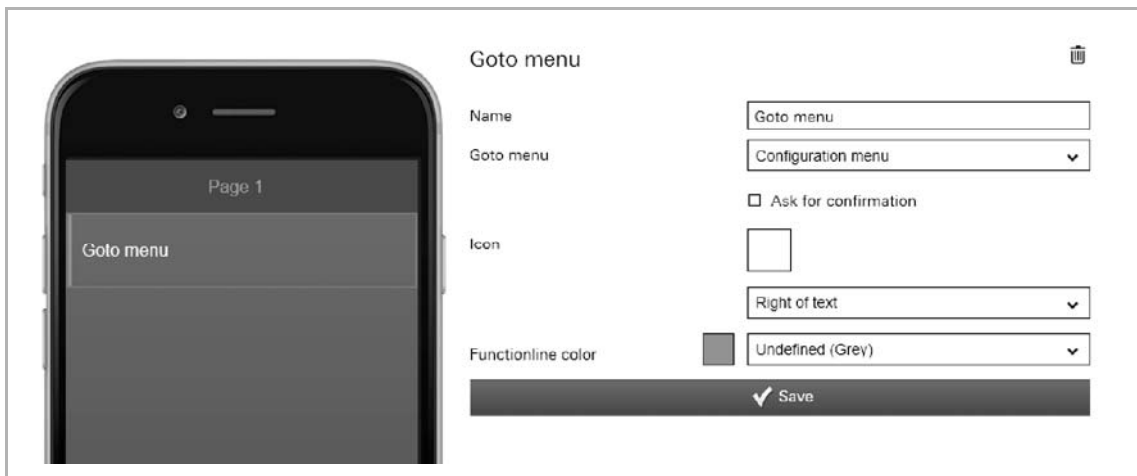 Page 1
Goto menu
Goto menu
Name
Goto menu
Goto menu
Configuration menu
Ask for confirmation
Icon
Right of text
Functionline color
Undefined (Grey)
Save